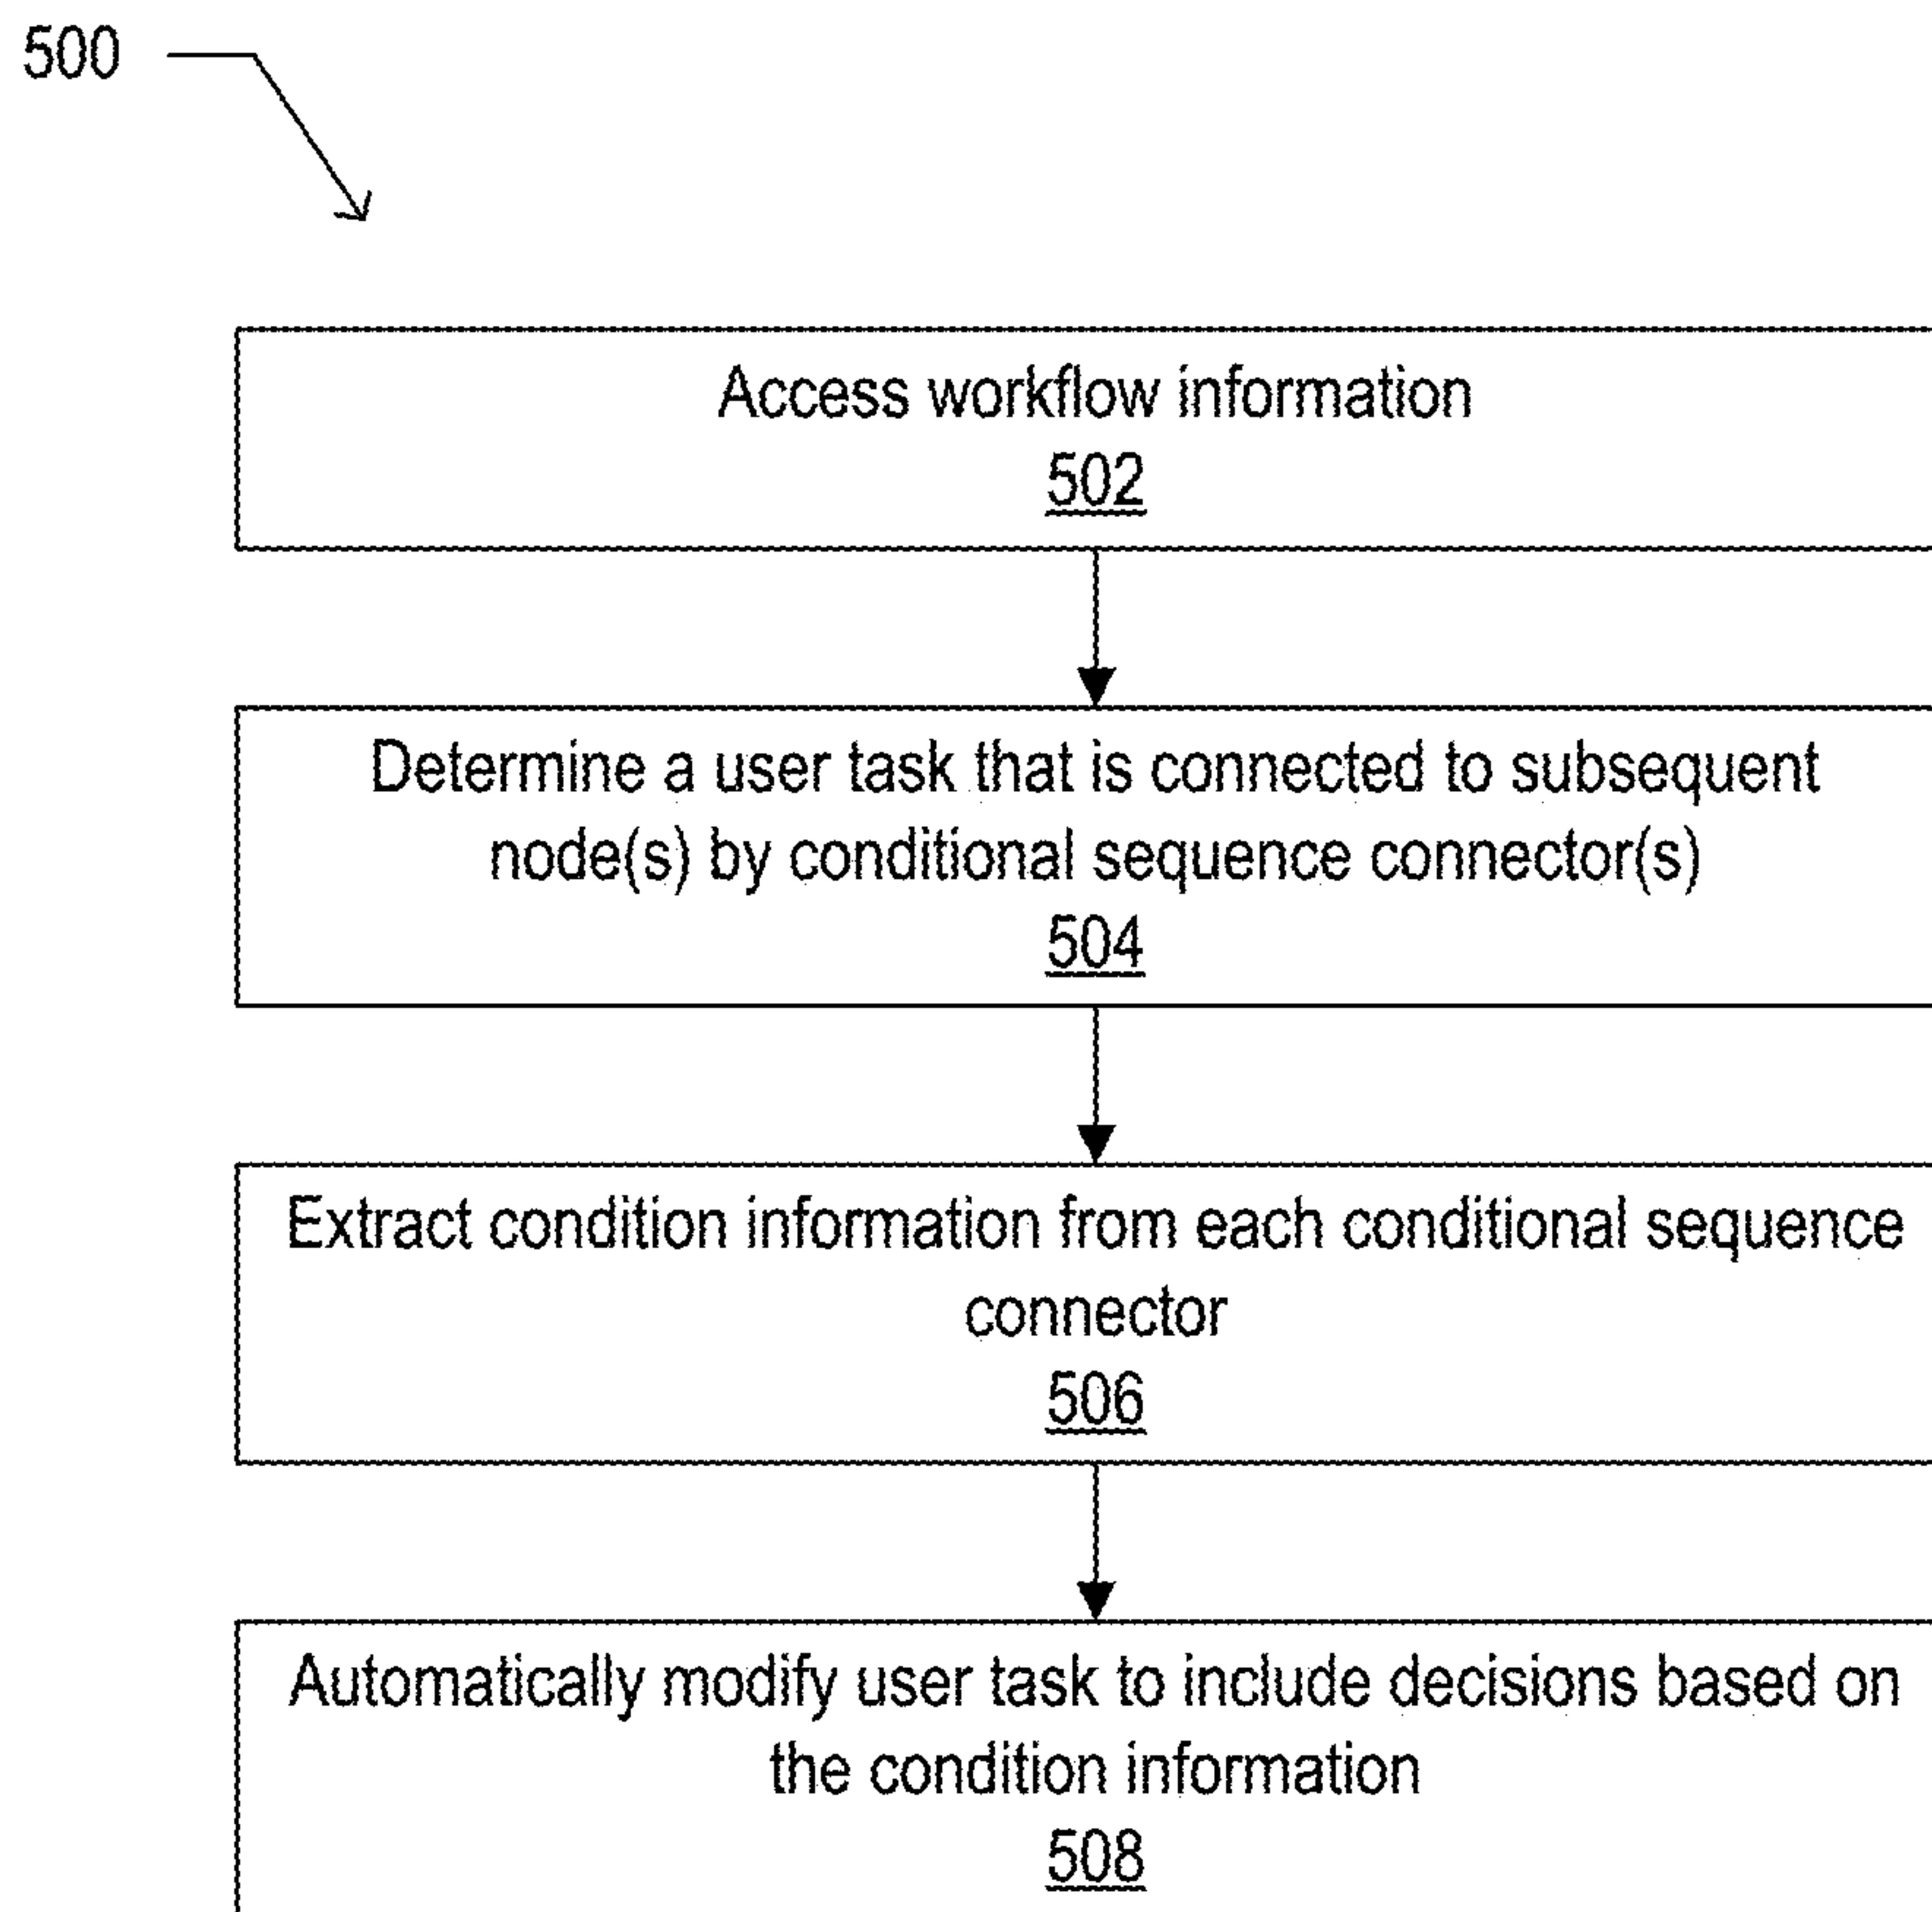 500
Access workflow information
502
Determine a user task that is connected to subsequent
node(s) by conditional sequence connector(s)
504
Extract condition information from each conditional sequence
connector
506
Automatically modify user task to include decisions based on
the condition information
508